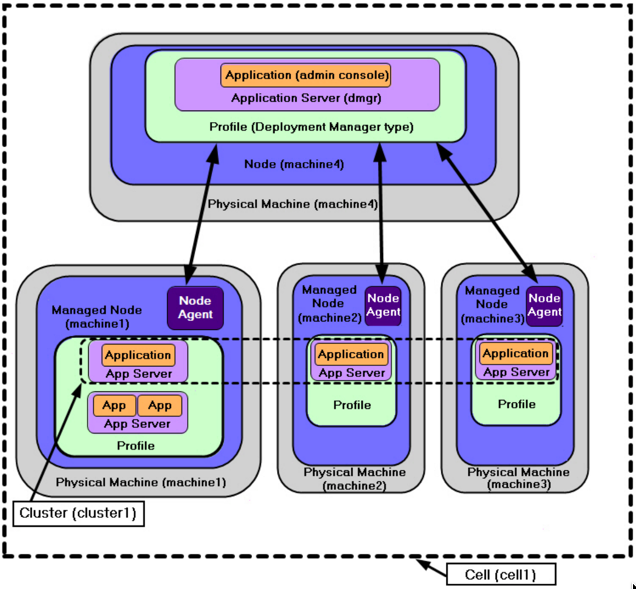 Application (admin console)
Application Server (dmgr)
Profile (Deployment Manager type)
Node (machine4)
Physical Machine (machine4)
Managed Node
(machine1)
Node
Agent
Application
App Server
App App
App Server
Profile
Physical Machine (machine1)
Managed
Node
(machine2)
Node
Agent
Application
App Server
Profile
Physical Machine
(machine2)
Managed
Node
(machine3)
Node
Agent
Application
App Server
Profile
Physical Machine
(machine3)
Cluster (cluster1)
Cell (cell1)